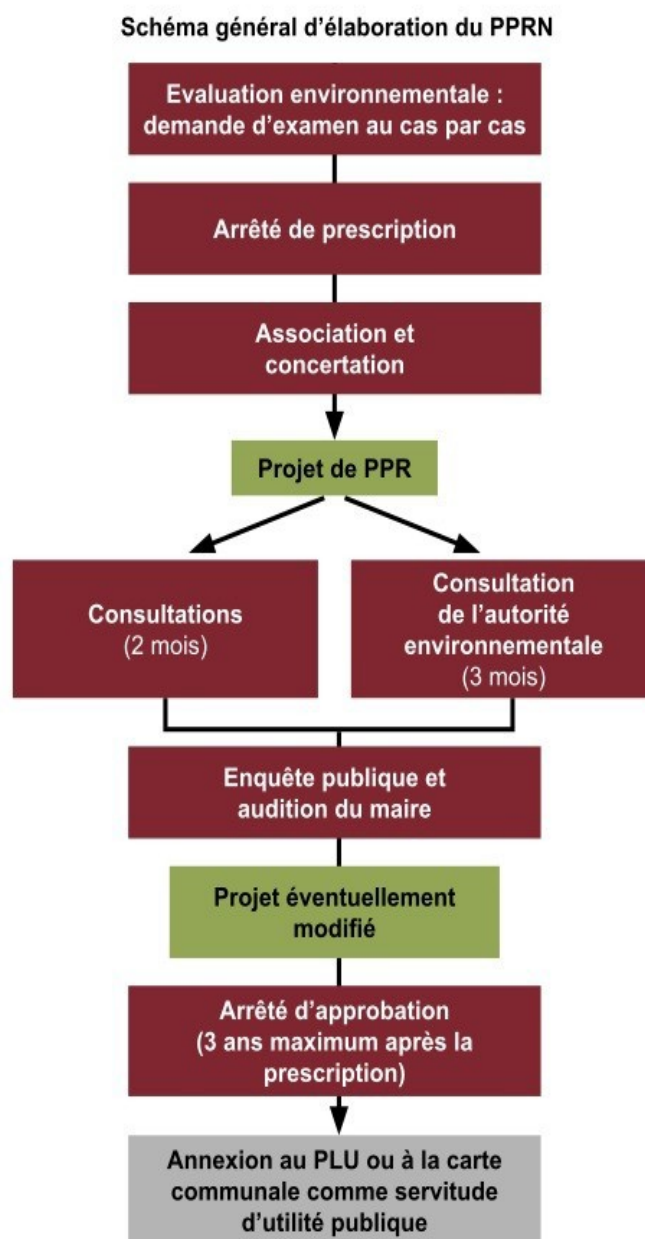 Schéma général d’élaboration du PPRN
Evaluation environnementale :
demande d’examen au cas par cas
Arrêté de prescription
Association et
concertation
Projet de PPR
Consultations
(2 mois)
Consultation
de l’autorité
environnementale
(3 mois)
Enquête publique et
audition du maire
Projet éventuellement
modifié
Arrêté d’approbation
(3 ans maximum après la
prescription)
Annexion au PLU ou à la carte
communale comme servitude
d’utilité publique